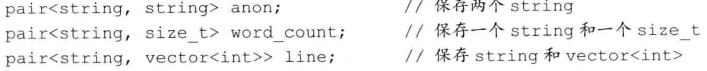 pair<string, string> anon; // 保存两个 string
pair<string, size_t> word_count; // 保存一个 string 和一个 size_t
pair<string, vector<int>> line; // 保存 string 和 vector<int>